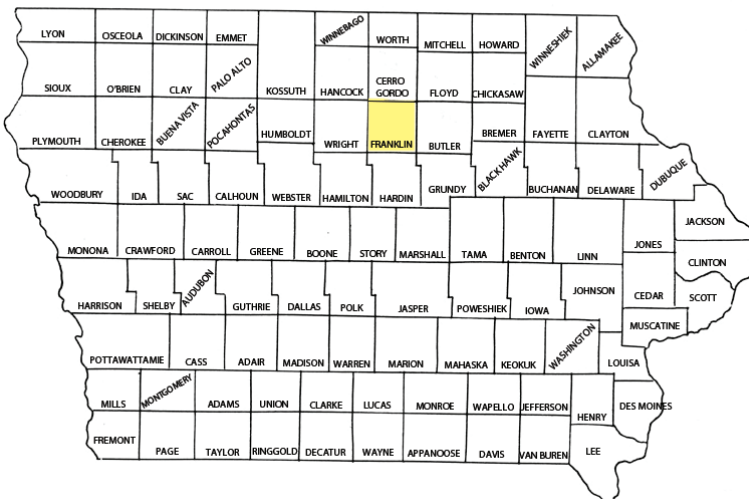 LYON OSCEOLA DICKINSON EMMET WINNEBAGO WORTH MITCHELL HOWARD WINNESHIEK ALLAMAKEE
SIOUX O'BRIEN CLAY PALO ALTO KOSSUTH HANCOCK CERRO
GORDO FLOYD CHICKASAW
PLYMOUTH CHEROKEE BUENA VISTA POCAHONTAS HUMBOLDT WRIGHT FRANKLIN BUTLER BREMER FAYETTE CLAYTON
WOODBURY IDA SAC CALHOUN WEBSTER HAMILTON HARDIN GRUNDY BLACK HAWK BUCHANAN DELAWARE DUBUQUE
MONONA CRAWFORD CARROLL GREENE BOONE STORY MARSHALL TAMA BENTON LINN JONES JACKSON
CLINTON
HARRISON SHELBY AUDUBON GUTHRIE DALLAS POLK JASPER POWESHIEK IOWA JOHNSON CEDAR SCOTT
MUSCATINE
POTTAWATTAMIE CASS ADAIR MADISON WARREN MARION MAHASKA KEOKUK WASHINGTON LOUISA
MILLS MONTGOMERY ADAMS UNION CLARKE LUCAS MONROE WAPELLO JEFFERSON HENRY DES MOINES
FREMONT PAGE TAYLOR RINGGOLD DECATUR WAYNE APPANOOSE DAVIS VAN BUREN LEE